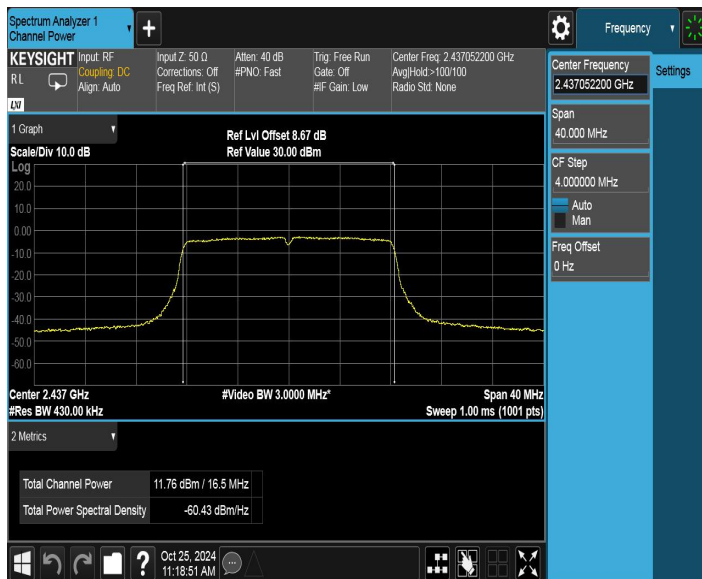 Spectrum Analyzer 1
Channel Power
+
Frequency
KEYSIGHT
RL
LXI
Input: RF
Coupling: DC
Align: Auto
Input Z: 50 Ω
Corrections: Off
Freq Ref: Int (S)
Atten: 40 dB
#PNO: Fast
Trig: Free Run
Gate: Off
#IF Gain: Low
Center Freq: 2.437052200 GHz
Avg|Hold:>100/100
Radio Std: None
Center Frequency
2.437052200 GHz
Settings
Span
40.000 MHz
CF Step
4.000000 MHz
Auto
Man
Freq Offset
0 Hz
1 Graph
Scale/Div 10.0 dB
Ref Lvl Offset 8.67 dB
Ref Value 30.00 dBm
Log
20.0
10.0
0.00
-10.0
-20.0
-30.0
-40.0
-50.0
-60.0
Center 2.437 GHz
#Video BW 3.0000 MHz*
Span 40 MHz
#Res BW 430.00 kHz
Sweep 1.00 ms (1001 pts)
2 Metrics
Total Channel Power 11.76 dBm / 16.5 MHz
Total Power Spectral Density -60.43 dBm/Hz
?
Oct 25, 2024
11:18:51 AM